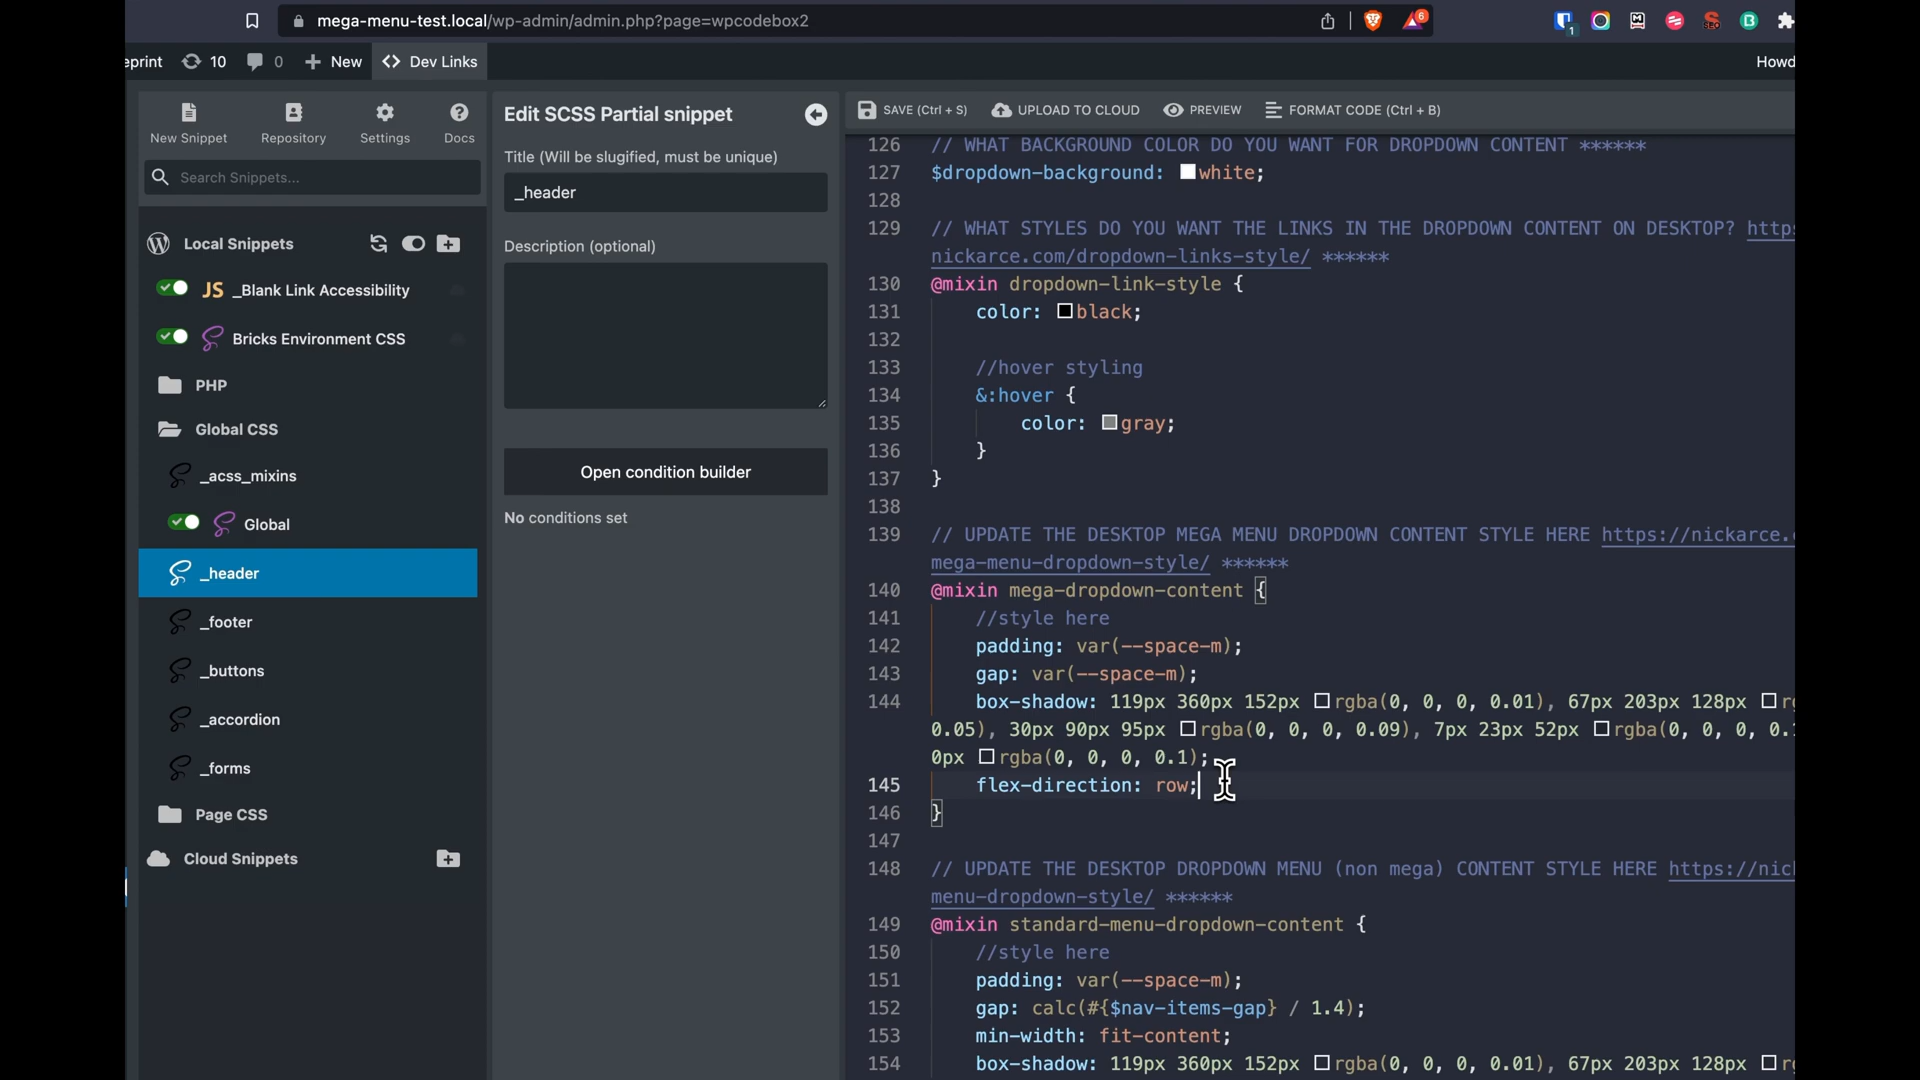 mega-menu-test.local/wp-admin/admin.php?page=wpcodebox2
6
1
eprint
10
0
New
Dev Links
Howd
New Snippet
Repository
Settings
Docs
Search Snippets...
Local Snippets
JS _Blank Link Accessibility
Bricks Environment CSS
PHP
Global CSS
_acss_mixins
Global
_header
_footer
_buttons
_accordion
_forms
Page CSS
Cloud Snippets
Edit SCSS Partial snippet
Title (Will be slugified, must be unique)
_header
Description (optional)
Open condition builder
No conditions set
SAVE (Ctrl + S)
UPLOAD TO CLOUD
PREVIEW
FORMAT CODE (Ctrl + B)
126 // WHAT BACKGROUND COLOR DO YOU WANT FOR DROPDOWN CONTENT ******
127 $dropdown-background: white;
128
129 // WHAT STYLES DO YOU WANT THE LINKS IN THE DROPDOWN CONTENT ON DESKTOP? https
nickarce.com/dropdown-links-style/ ******
130 @mixin dropdown-link-style {
131 color: black;
132
133 //hover styling
134 &:hover {
135 color: gray;
136 }
137 }
138
139 // UPDATE THE DESKTOP MEGA MENU DROPDOWN CONTENT STYLE HERE https://nickarce.
mega-menu-dropdown-style/ ******
140 @mixin mega-dropdown-content {
141 //style here
142 padding: var(--space-m);
143 gap: var(--space-m);
144 box-shadow: 119px 360px 152px rgba(0, 0, 0, 0.01), 67px 203px 128px
0.05), 30px 90px 95px rgba(0, 0, 0, 0.09), 7px 23px 52px rgba(0, 0, 0, 0.
0px rgba(0, 0, 0, 0.1);
145 flex-direction: row;
146 }
147
148 // UPDATE THE DESKTOP DROPDOWN MENU (non mega) CONTENT STYLE HERE https://nic
menu-dropdown-style/ ******
149 @mixin standard-menu-dropdown-content {
150 //style here
151 padding: var(--space-m);
152 gap: calc(#{$nav-items-gap} / 1.4);
153 min-width: fit-content;
154 box-shadow: 119px 360px 152px rgba(0, 0, 0, 0.01), 67px 203px 128px